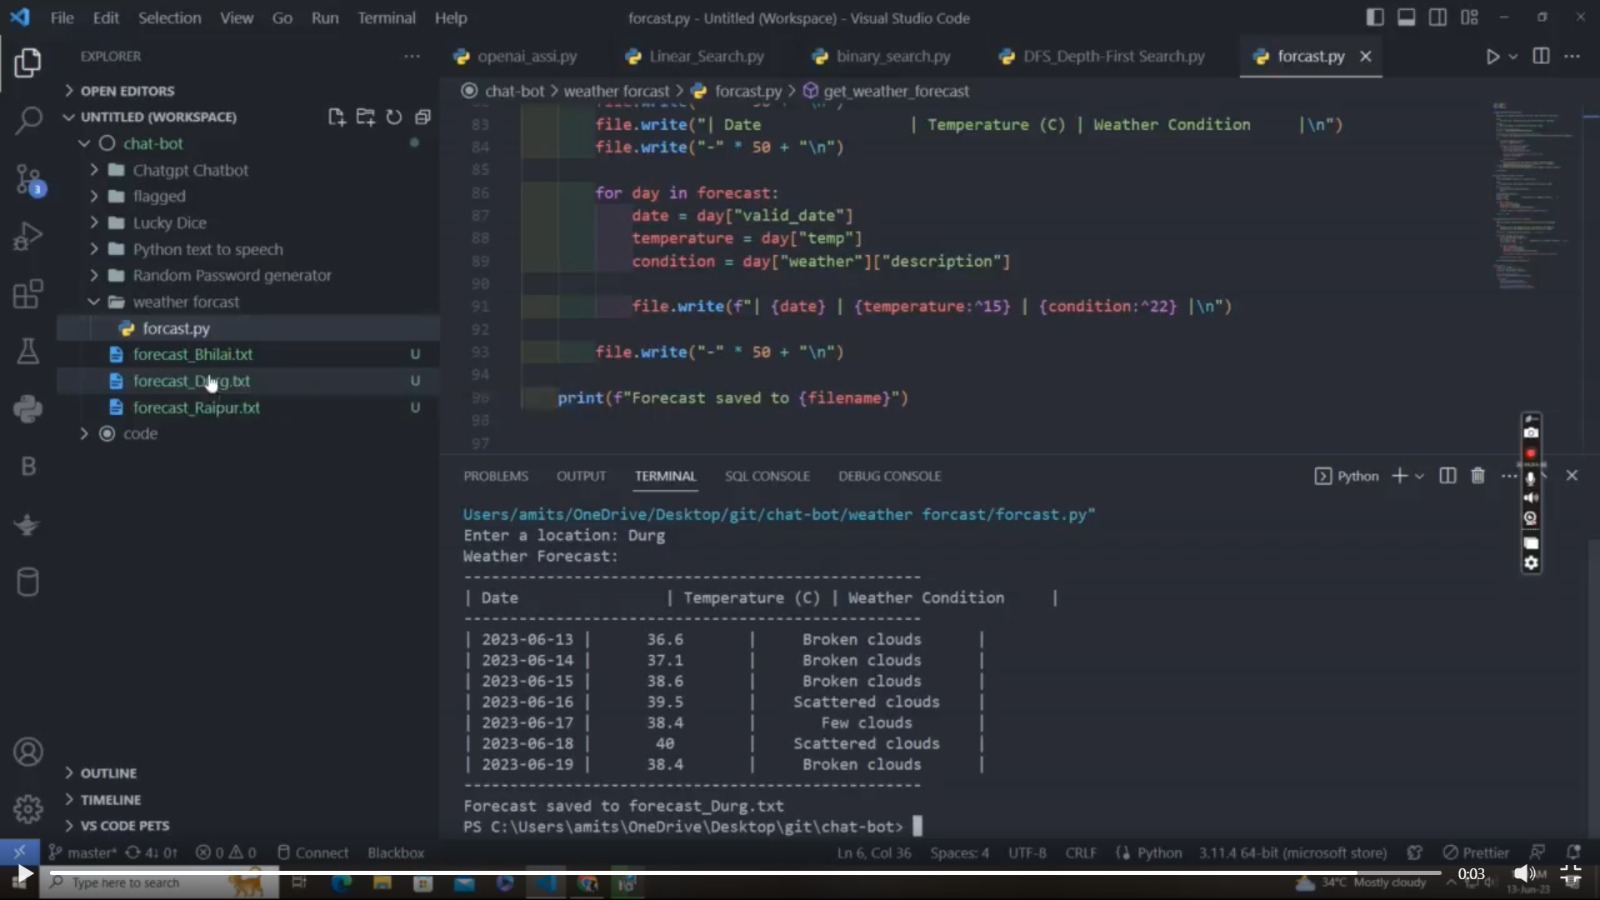 File Edit Selection View Go Run Terminal Help
forcast.py - Untitled (Workspace) - Visual Studio Code
EXPLORER
openai_assi.py
Linear_Search.py
binary_search.py
DFS_Depth-First Search.py
forcast.py
OPEN EDITORS
UNTITLED (WORKSPACE)
chat-bot
Chatgpt Chatbot
flagged
Lucky Dice
Python text to speech
Random Password generator
weather forcast
forcast.py
forecast_Bhilai.txt U
forecast_Durg.txt U
forecast_Raipur.txt U
code
3
B
OUTLINE
TIMELINE
VS CODE PETS
chat-bot > weather forcast > forcast.py > get_weather_forecast
83 file.write("| Date | Temperature (C) | Weather Condition |\n")
84 file.write("-" * 50 + "\n")
85
86 for day in forecast:
87 date = day["valid_date"]
88 temperature = day["temp"]
89 condition = day["weather"]["description"]
90
91 file.write(f"| {date} | {temperature:^15} | {condition:^22} |\n")
92
93 file.write("-" * 50 + "\n")
94
95 print(f"Forecast saved to {filename}")
96
97
PROBLEMS OUTPUT TERMINAL SQL CONSOLE DEBUG CONSOLE
Python
Users/amits/OneDrive/Desktop/git/chat-bot/weather forcast/forcast.py"
Enter a location: Durg
Weather Forecast:
--------------------------------------------------
| Date | Temperature (C) | Weather Condition |
--------------------------------------------------
| 2023-06-13 | 36.6 | Broken clouds |
| 2023-06-14 | 37.1 | Broken clouds |
| 2023-06-15 | 38.6 | Broken clouds |
| 2023-06-16 | 39.5 | Scattered clouds |
| 2023-06-17 | 38.4 | Few clouds |
| 2023-06-18 | 40 | Scattered clouds |
| 2023-06-19 | 38.4 | Broken clouds |
--------------------------------------------------
Forecast saved to forecast_Durg.txt
PS C:\Users\amits\OneDrive\Desktop\git\chat-bot>
master* 4↓ 0↑ 0 0 Connect Blackbox
Ln 6, Col 36 Spaces: 4 UTF-8 CRLF Python 3.11.4 64-bit (microsoft store) Prettier
0:03
Type here to search
34°C Mostly cloudy
13-Jun-23